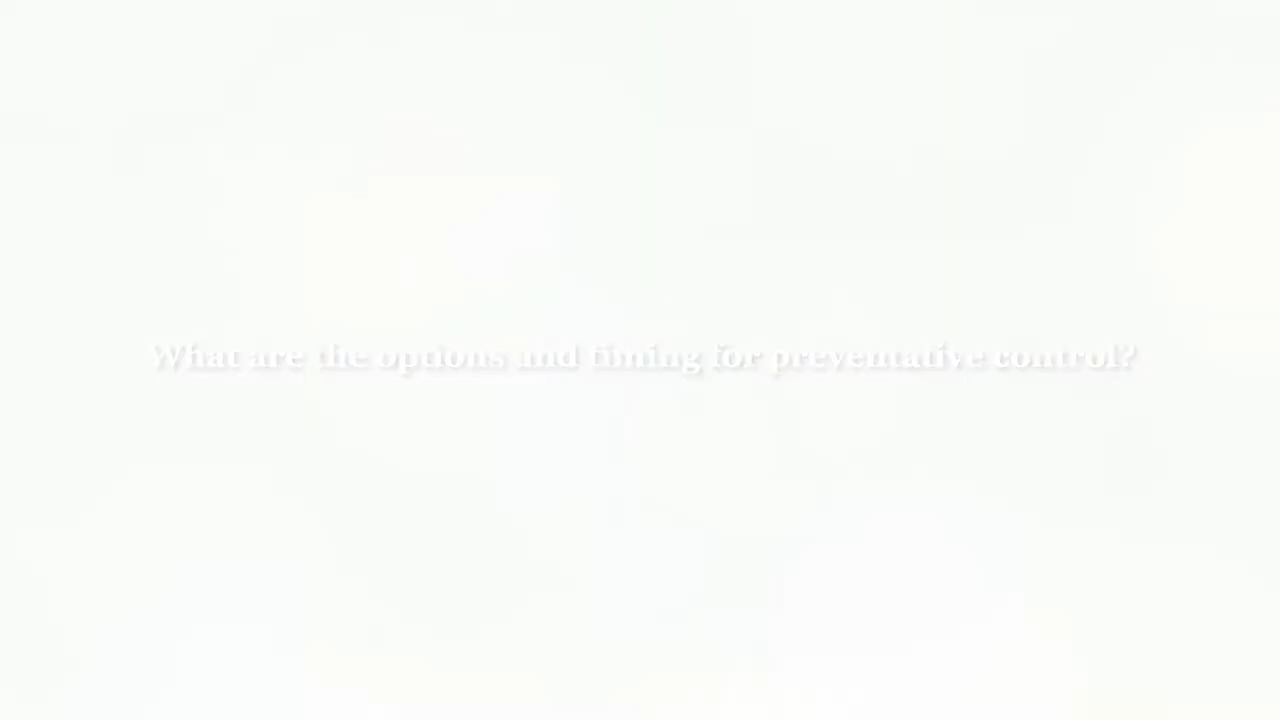 What are the options and timing for preventative control?